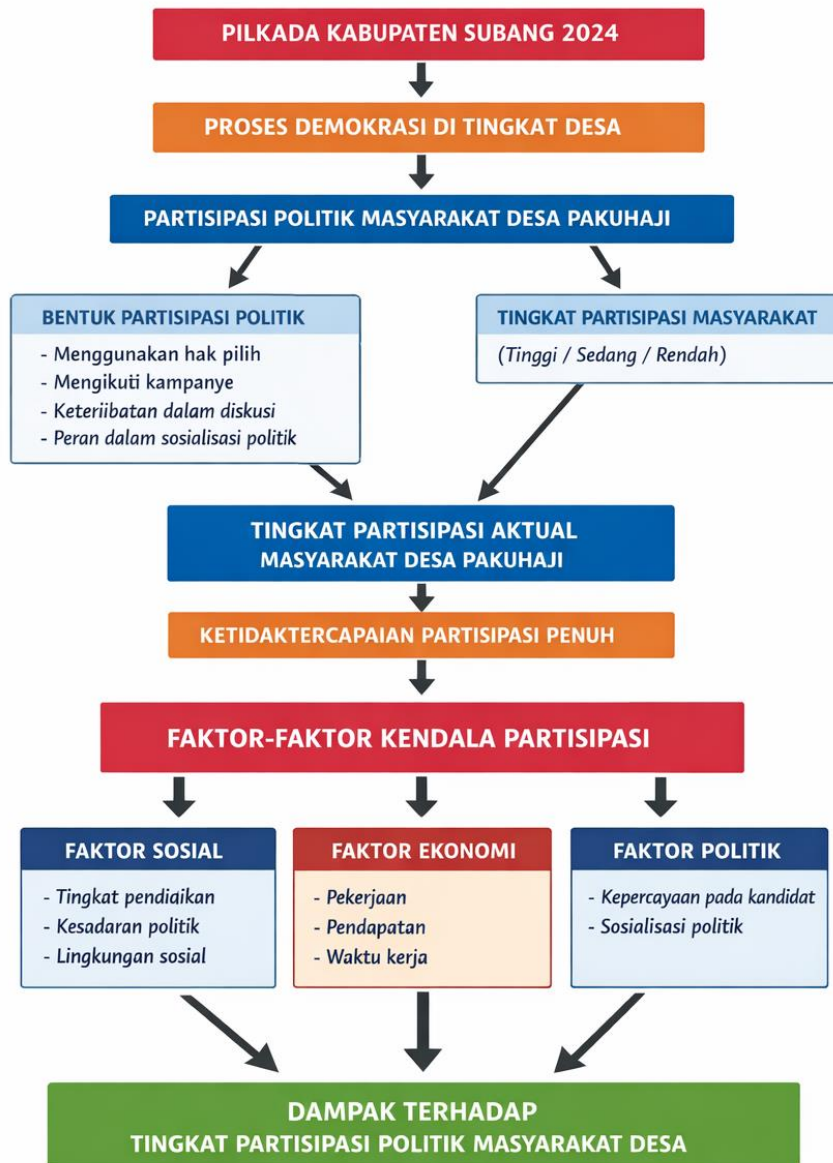 PILKADA KABUPATEN SUBANG 2024
PROSES DEMOKRASI DI TINGKAT DESA
PARTISIPASI POLITIK MASYARAKAT DESA PAKUHAJI
BENTUK PARTISIPASI POLITIK
- Menggunakan hak pilih
- Mengikuti kampanye
- Keteriibatan dalam diskusi
- Peran dalam sosialisasi politik
TINGKAT PARTISIPASI MASYARAKAT
(Tinggi / Sedang / Rendah)
TINGKAT PARTISIPASI AKTUAL
MASYARAKAT DESA PAKUHAJI
KETIDAKTERCAPAIAN PARTISIPASI PENUH
FAKTOR-FAKTOR KENDALA PARTISIPASI
FAKTOR SOSIAL
- Tingkat pendiaikan
- Kesadaran politik
- Lingkungan sosial
FAKTOR EKONOMI
- Pekerjaan
- Pendapatan
- Waktu kerja
FAKTOR POLITIK
- Kepercayaan pada kandidat
- Sosialisasi politik
DAMPAK TERHADAP
TINGKAT PARTISIPASI POLITIK MASYARAKAT DESA